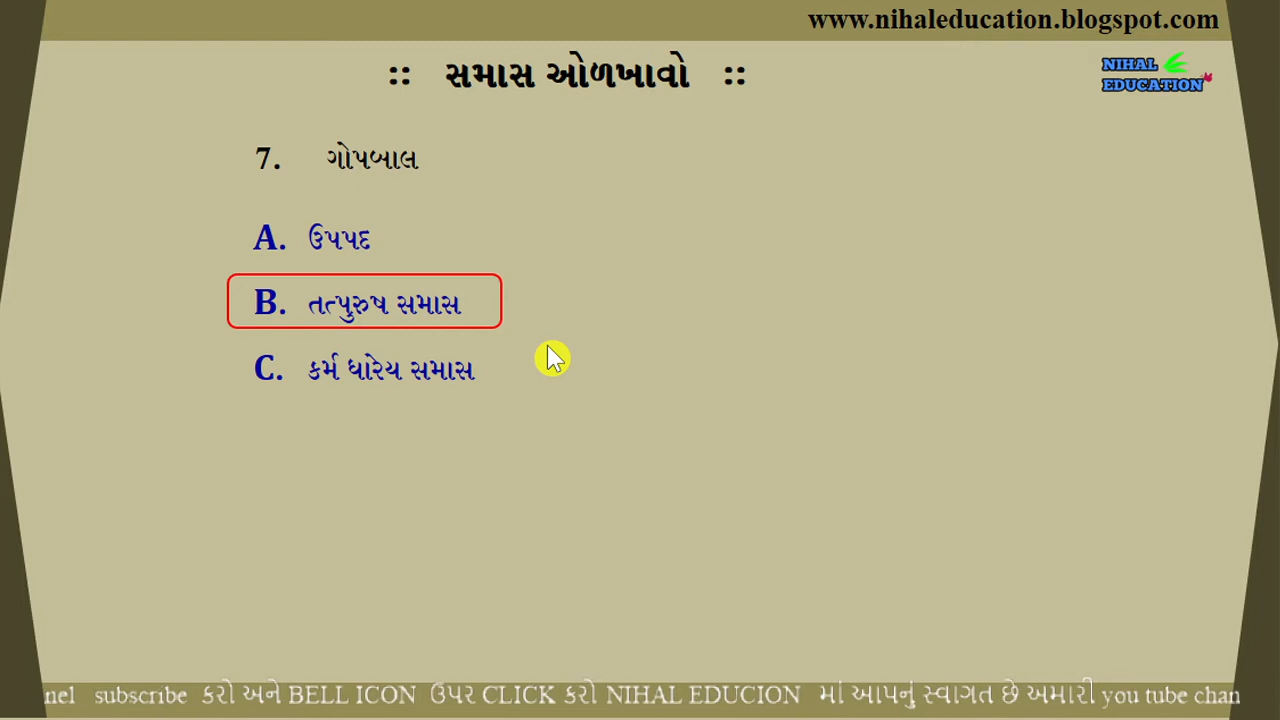 www.nihaleducation.blogspot.com
:: સમાસ ઓળખાવો ::
NIHAL
EDUCATION
7. ગોપબાલ
A. ઉપપદ
B. તત્પુરુષ સમાસ
C. કર્મ ધારેય સમાસ
nel subscribe કરો અને BELL ICON ઉપર CLICK કરો NIHAL EDUCION માં આપનું સ્વાગત છે અમારી you tube chan